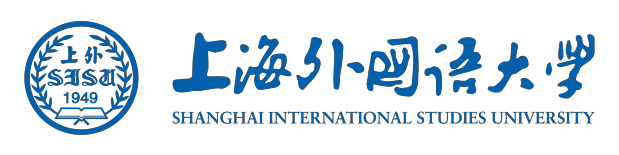 上外
SISU
1949
上海外国语大学
SHANGHAI INTERNATIONAL STUDIES UNIVERSITY